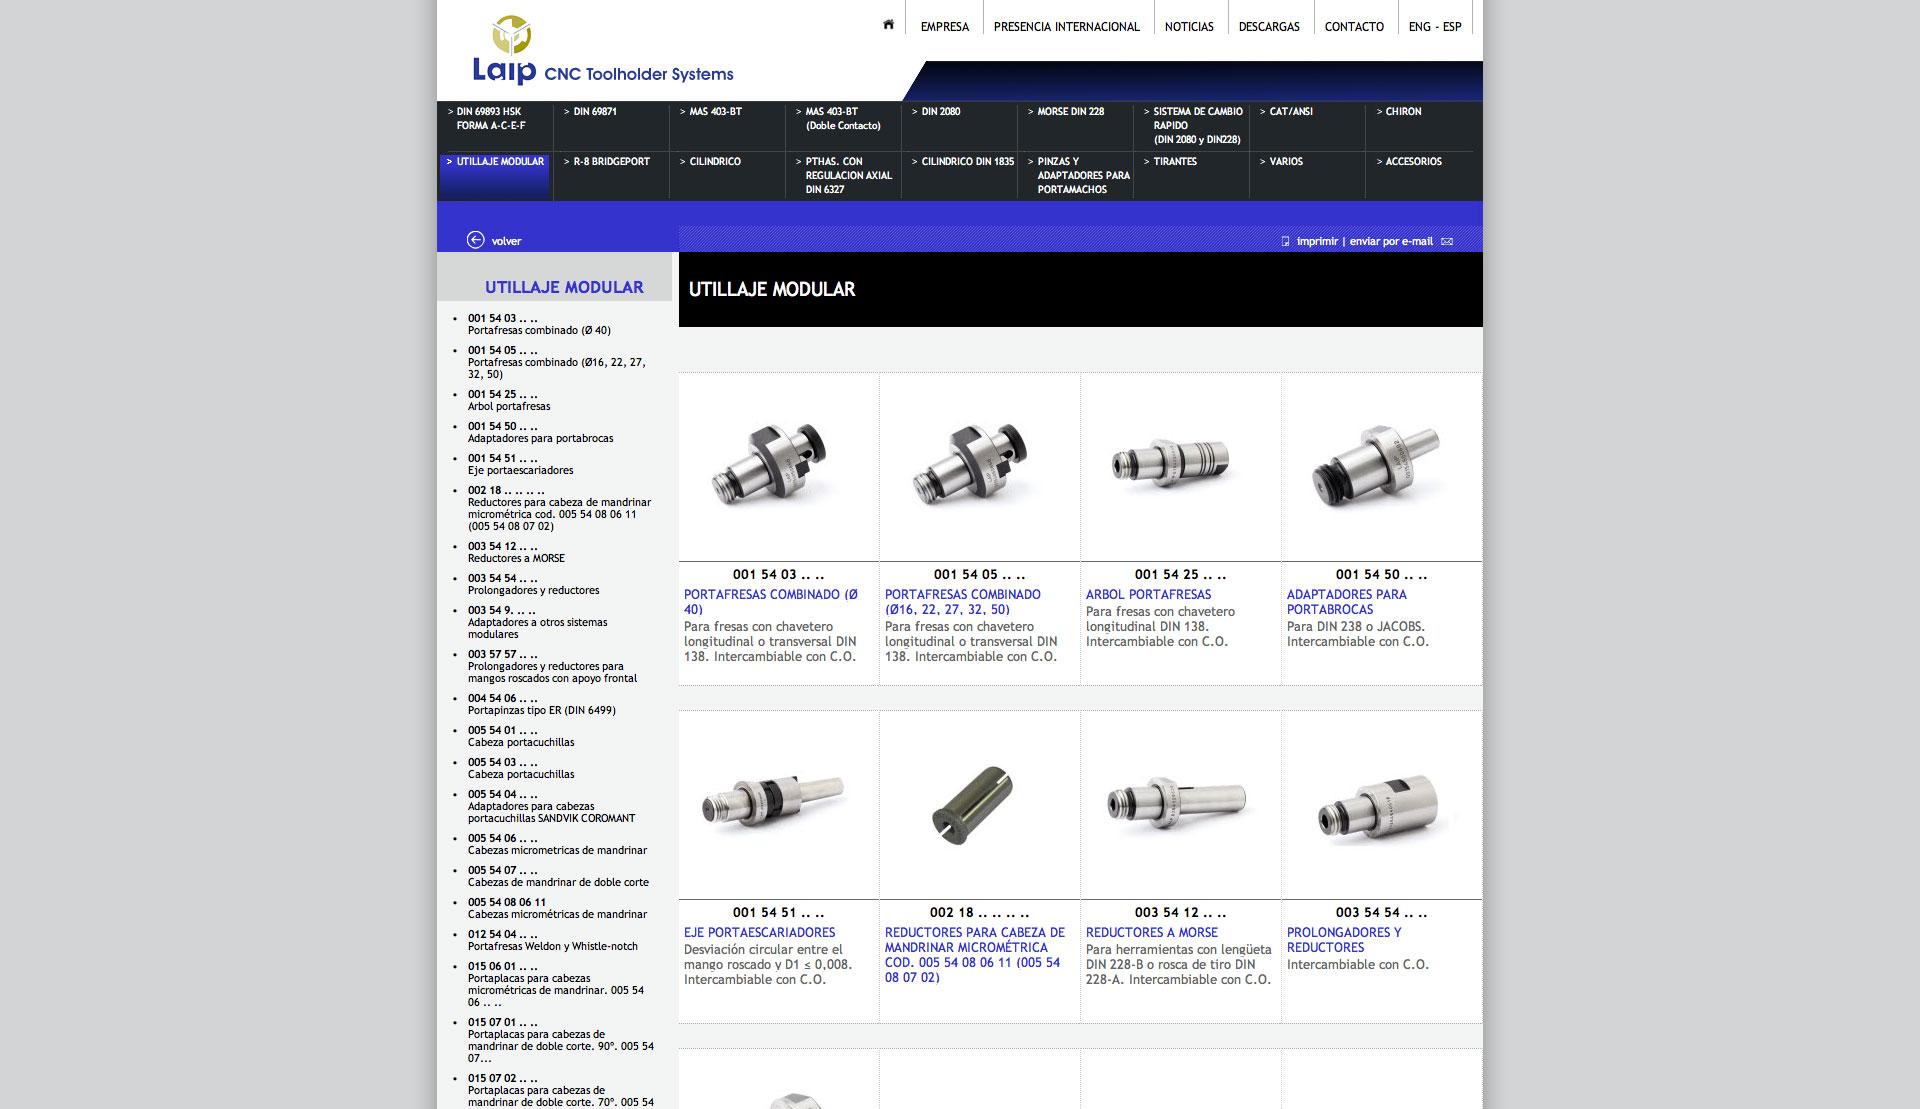 EMPRESA
PRESENCIA INTERNACIONAL
NOTICIAS
DESCARGAS
CONTACTO
ENG - ESP
Laip CNC Toolholder Systems
> DIN 69893 HSK
FORMA A-C-E-F
> DIN 69871
> MAS 403-BT
> MAS 403-BT
(Doble Contacto)
> DIN 2080
> MORSE DIN 228
> SISTEMA DE CAMBIO
RAPIDO
(DIN 2080 y DIN228)
> CAT/ANSI
> CHIRON
> UTILLAJE MODULAR
> R-8 BRIDGEPORT
> CILINDRICO
> PTHAS. CON
REGULACION AXIAL
DIN 6327
> CILINDRICO DIN 1835
> PINZAS Y
ADAPTADORES PARA
PORTAMACHOS
> TIRANTES
> VARIOS
> ACCESORIOS
volver
imprimir | enviar por e-mail
UTILLAJE MODULAR
• 001 54 03 .. ..
Portafresas combinado (Ø 40)
• 001 54 05 .. ..
Portafresas combinado (Ø16, 22, 27,
32, 50)
• 001 54 25 .. ..
Arbol portafresas
• 001 54 50 .. ..
Adaptadores para portabrocas
• 001 54 51 .. ..
Eje portaescariadores
• 002 18 .. .. .. ..
Reductores para cabeza de mandrinar
micrométrica cod. 005 54 08 06 11
(005 54 08 07 02)
• 003 54 12 .. ..
Reductores a MORSE
• 003 54 54 .. ..
Prolongadores y reductores
• 003 54 9. .. ..
Adaptadores a otros sistemas
modulares
• 003 57 57 .. ..
Prolongadores y reductores para
mangos roscados con apoyo frontal
• 004 54 06 .. ..
Portapinzas tipo ER (DIN 6499)
• 005 54 01 .. ..
Cabeza portacuchillas
• 005 54 03 .. ..
Cabeza portacuchillas
• 005 54 04 .. ..
Adaptadores para cabezas
portacuchillas SANDVIK COROMANT
• 005 54 06 .. ..
Cabezas micrometricas de mandrinar
• 005 54 07 .. ..
Cabezas de mandrinar de doble corte
• 005 54 08 06 11
Cabezas micrométricas de mandrinar
• 012 54 04 .. ..
Portafresas Weldon y Whistle-notch
• 015 06 01 .. ..
Portaplacas para cabezas
micrométricas de mandrinar. 005 54
06 .. ..
• 015 07 01 .. ..
Portaplacas para cabezas de
mandrinar de doble corte. 90º. 005 54
07...
• 015 07 02 .. ..
Portaplacas para cabezas de
mandrinar de doble corte. 70º. 005 54
UTILLAJE MODULAR
001 54 03 .. ..
PORTAFRESAS COMBINADO (Ø
40)
Para fresas con chavetero
longitudinal o transversal DIN
138. Intercambiable con C.O.
001 54 05 .. ..
PORTAFRESAS COMBINADO
(Ø16, 22, 27, 32, 50)
Para fresas con chavetero
longitudinal o transversal DIN
138. Intercambiable con C.O.
001 54 25 .. ..
ARBOL PORTAFRESAS
Para fresas con chavetero
longitudinal DIN 138.
Intercambiable con C.O.
001 54 50 .. ..
ADAPTADORES PARA
PORTABROCAS
Para DIN 238 o JACOBS.
Intercambiable con C.O.
001 54 51 .. ..
EJE PORTAESCARIADORES
Desviación circular entre el
mango roscado y D1 ≤ 0,008.
Intercambiable con C.O.
002 18 .. .. .. ..
REDUCTORES PARA CABEZA DE
MANDRINAR MICROMÉTRICA
COD. 005 54 08 06 11 (005 54
08 07 02)
003 54 12 .. ..
REDUCTORES A MORSE
Para herramientas con lengüeta
DIN 228-B o rosca de tiro DIN
228-A. Intercambiable con C.O.
003 54 54 .. ..
PROLONGADORES Y
REDUCTORES
Intercambiable con C.O.